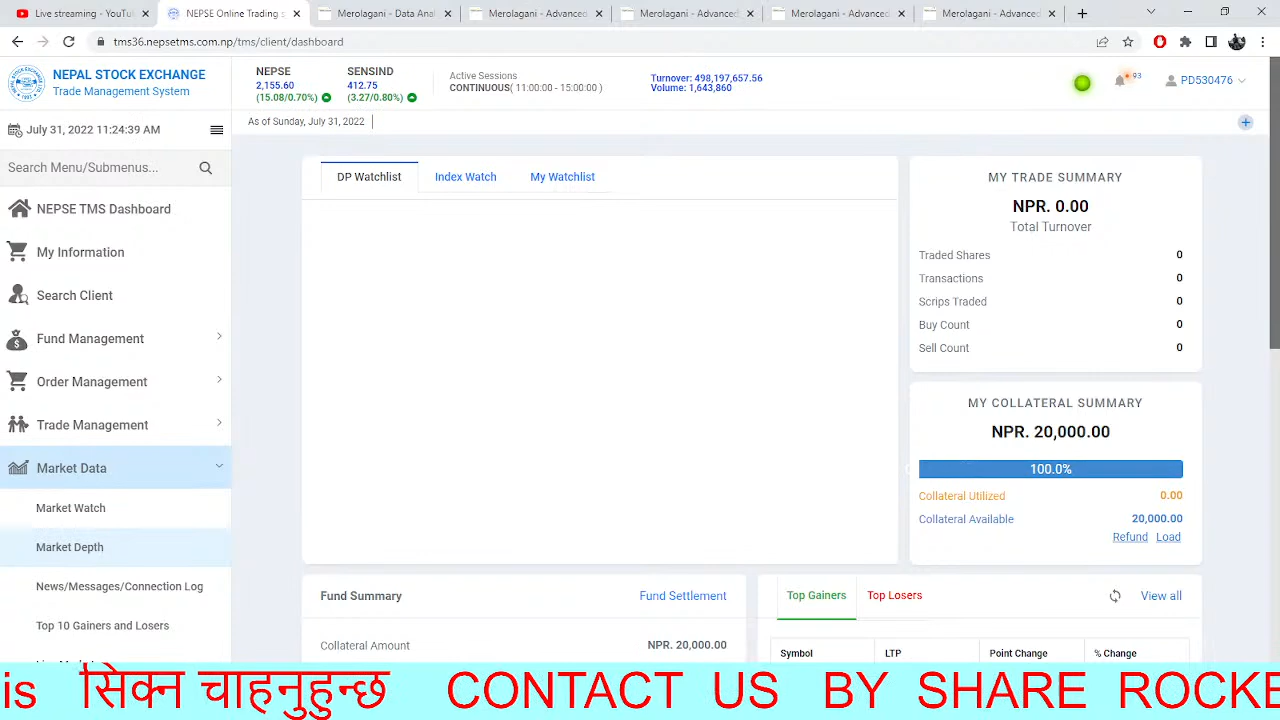 Live streaming - YouTube St
NEPSE Online Trading s
Merolagani - Data Anal
Merolagani - Advanced
Merolagani - Advanced
Merolagani - Advanced
Merolagani - Advanced
tms36.nepsetms.com.np/tms/client/dashboard
NEPAL STOCK EXCHANGE
Trade Management System
NEPSE
2,155.60
(15.08/0.70%)
SENSIND
412.75
(3.27/0.80%)
Active Sessions
CONTINUOUS( 11:00:00 - 15:00:00 )
Turnover: 498,197,657.56
Volume: 1,643,860
93
PD530476
July 31, 2022 11:24:39 AM
As of Sunday, July 31, 2022
Search Menu/Submenus...
NEPSE TMS Dashboard
My Information
Search Client
Fund Management
Order Management
Trade Management
Market Data
Market Watch
Market Depth
News/Messages/Connection Log
Top 10 Gainers and Losers
DP Watchlist
Index Watch
My Watchlist
MY TRADE SUMMARY
NPR. 0.00
Total Turnover
Traded Shares 0
Transactions 0
Scrips Traded 0
Buy Count 0
Sell Count 0
MY COLLATERAL SUMMARY
NPR. 20,000.00
100.0%
Collateral Utilized 0.00
Collateral Available 20,000.00
Refund Load
Fund Summary
Fund Settlement
Collateral Amount NPR. 20,000.00
Top Gainers
Top Losers
View all
Symbol LTP Point Change % Change
is सिक्न चाहनुहुन्छ CONTACT US BY SHARE ROCKE